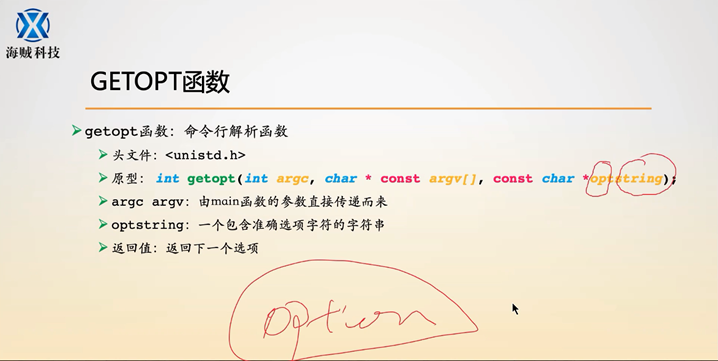 海贼科技
GETOPT函数
getopt函数：命令行解析函数
头文件：<unistd.h>
原型：int getopt(int argc, char * const argv[], const char *optstring);
argc argv：由main函数的参数直接传递而来
optstring：一个包含准确选项字符的字符串
返回值：返回下一个选项
option